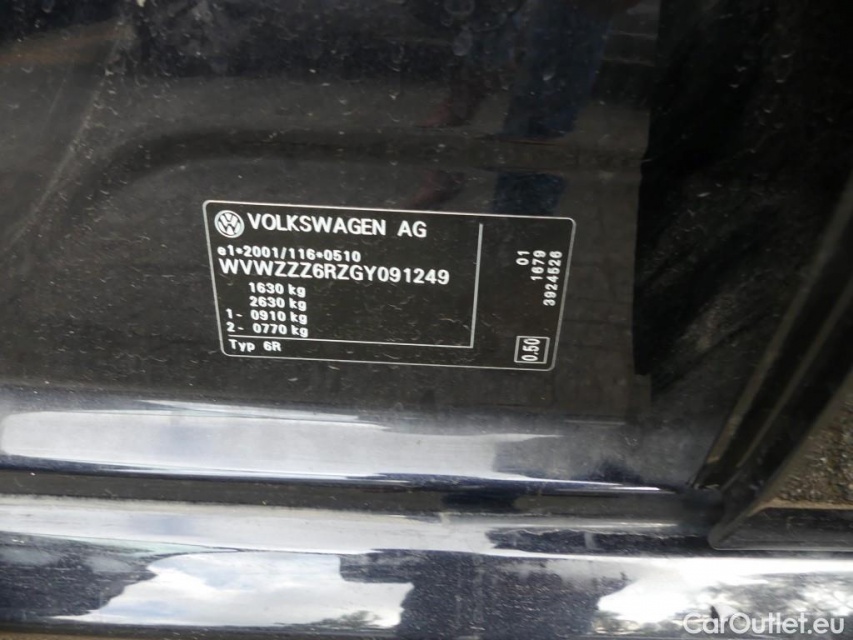 VOLKSWAGEN AG
e1*2001/116*0510
WVWZZZ6RZGY091249
1630 kg
2630 kg
1- 0910 kg
2- 0770 kg
Typ 6R
01
1679
3924526
0.50
CarOutlet.eu